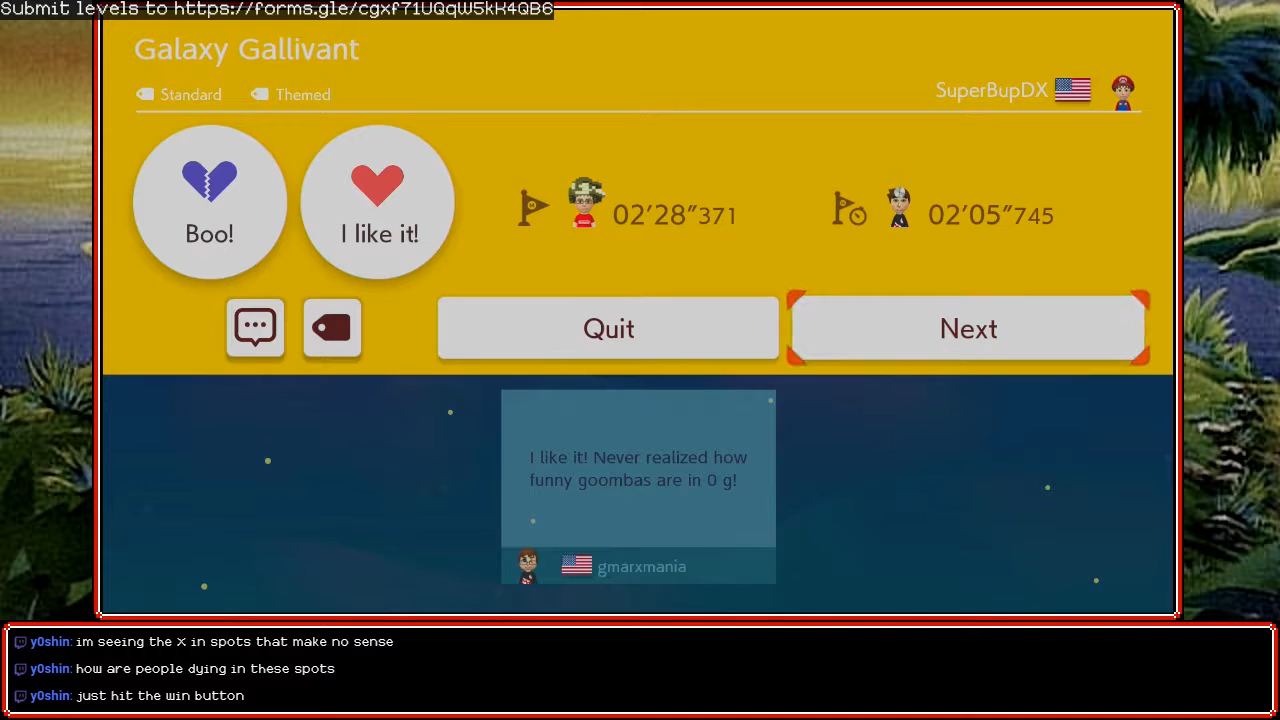 Submit levels to https://forms.gle/cgxf71UQqW5kH4QB6
Galaxy Gallivant
Standard Themed
SuperBupDX
Boo!
I like it!
02'28"371
02'05"745
Quit
Next
I like it! Never realized how
funny goombas are in 0 g!
gmarxmania
y0shin: im seeing the X in spots that make no sense
y0shin: how are people dying in these spots
y0shin: just hit the win button